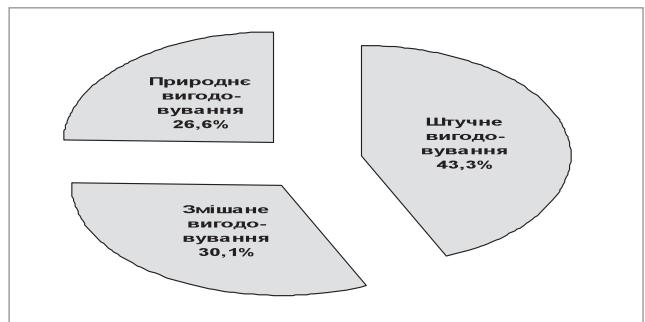 Природнє
вигодо-
вування
26,6%
Штучне
вигодо-
вування
43,3%
Змішане
вигодо-
вування
30,1%